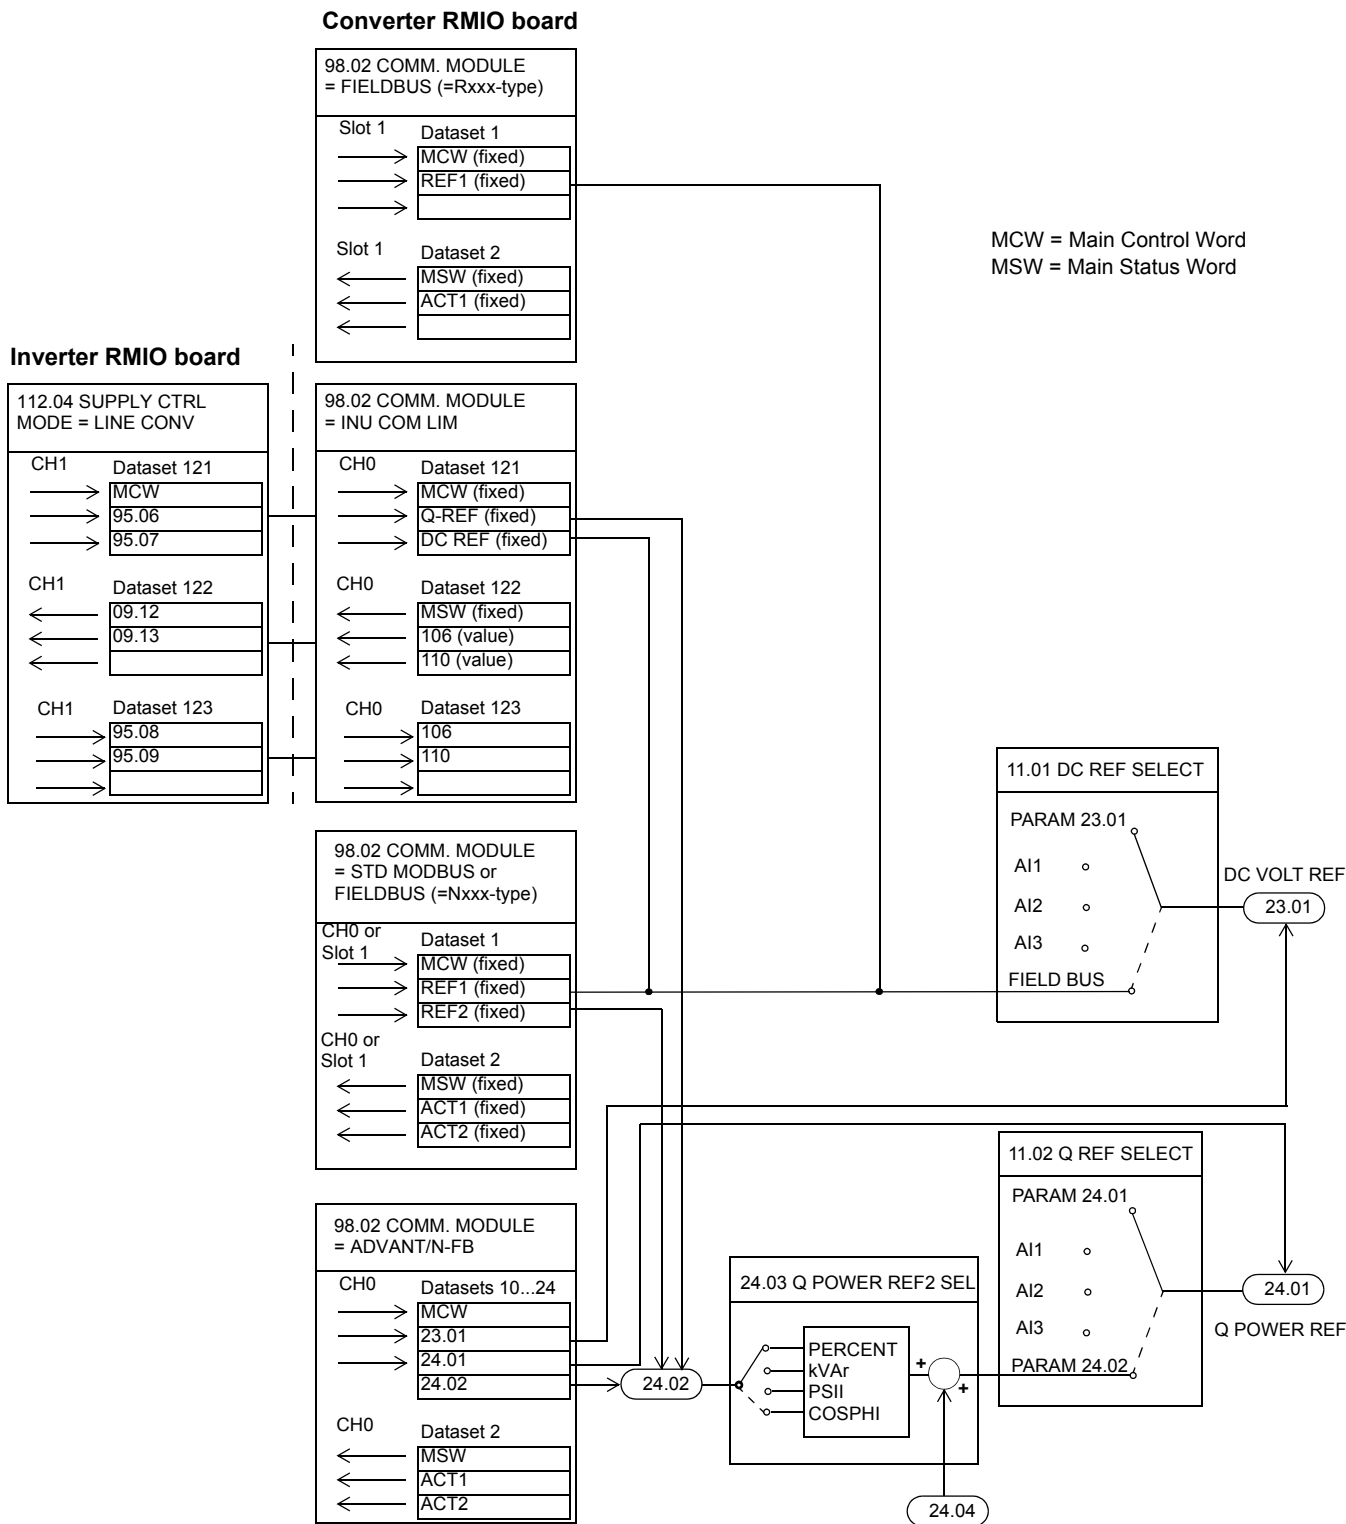 Converter RMIO board
98.02 COMM. MODULE
= FIELDBUS (=Rxxx-type)
Slot 1
Dataset 1
MCW (fixed)
REF1 (fixed)
Slot 1
Dataset 2
MSW (fixed)
ACT1 (fixed)
MCW = Main Control Word
MSW = Main Status Word
Inverter RMIO board
112.04 SUPPLY CTRL
MODE = LINE CONV
CH1
Dataset 121
MCW
95.06
95.07
CH1
Dataset 122
09.12
09.13
CH1
Dataset 123
95.08
95.09
98.02 COMM. MODULE
= INU COM LIM
CH0
Dataset 121
MCW (fixed)
Q-REF (fixed)
DC REF (fixed)
CH0
Dataset 122
MSW (fixed)
106 (value)
110 (value)
CH0
Dataset 123
106
110
98.02 COMM. MODULE
= STD MODBUS or
FIELDBUS (=Nxxx-type)
CH0 or
Slot 1
Dataset 1
MCW (fixed)
REF1 (fixed)
REF2 (fixed)
CH0 or
Slot 1
Dataset 2
MSW (fixed)
ACT1 (fixed)
ACT2 (fixed)
11.01 DC REF SELECT
PARAM 23.01
AI1
AI2
AI3
FIELD BUS
DC VOLT REF
23.01
98.02 COMM. MODULE
= ADVANT/N-FB
CH0
Datasets 10...24
MCW
23.01
24.01
24.02
CH0
Dataset 2
MSW
ACT1
ACT2
24.02
24.03 Q POWER REF2 SEL
PERCENT
kVAr
PSII
COSPHI
+
+
24.04
11.02 Q REF SELECT
PARAM 24.01
AI1
AI2
AI3
PARAM 24.02
24.01
Q POWER REF